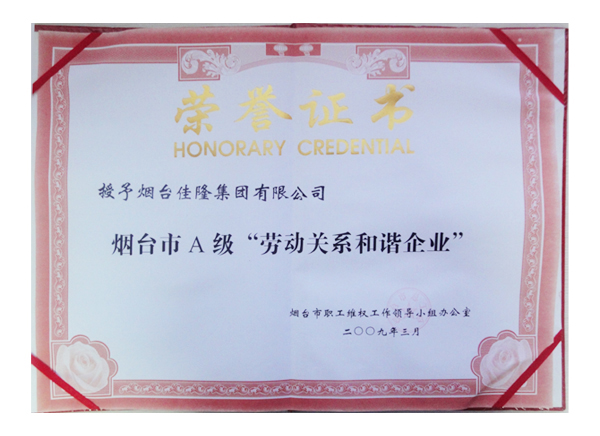 荣誉证书
HONORARY CREDENTIAL
授予烟台佳隆集团有限公司
烟台市A级“劳动关系和谐企业”
烟台市职工维权工作领导小组办公室
二〇〇九年三月